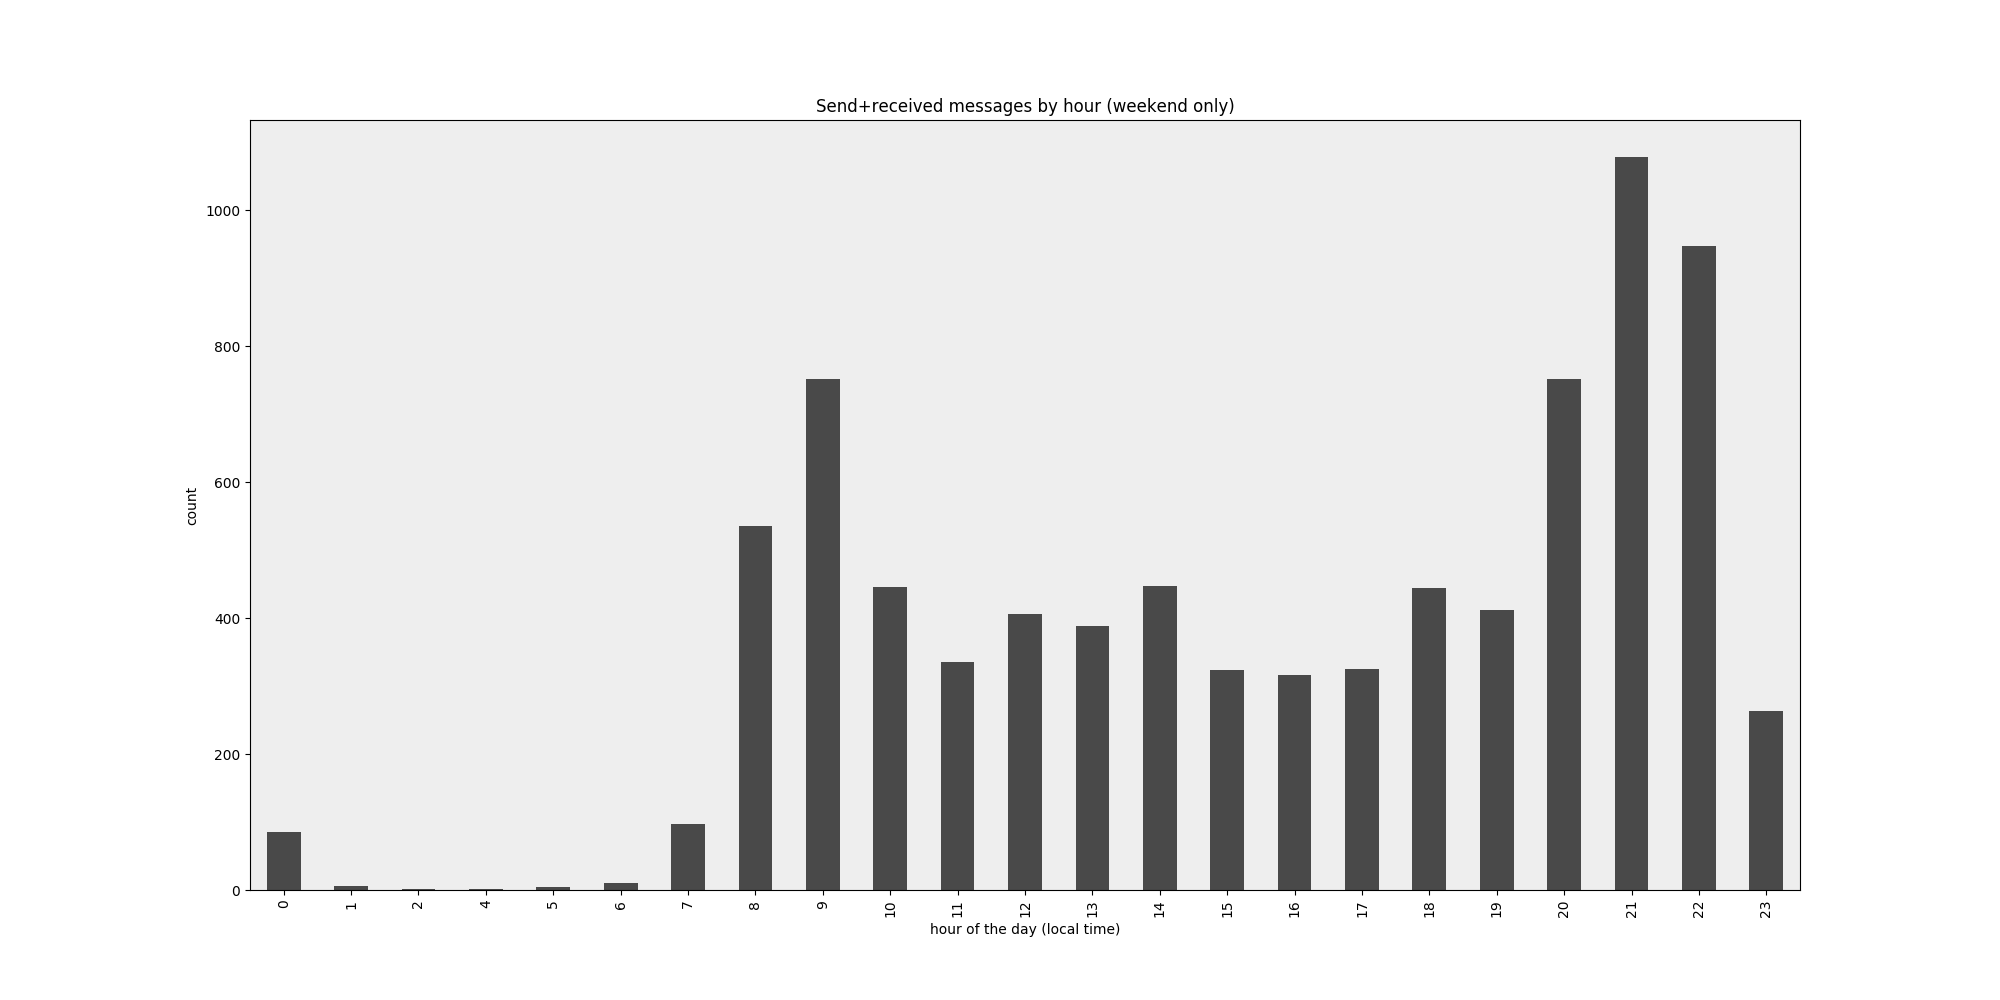 Send+received messages by hour (weekend only)
1000
800
600
400
200
0
count
0 1 2 4 5 6 7 8 9 10 11 12 13 14 15 16 17 18 19 20 21 22 23
hour of the day (local time)